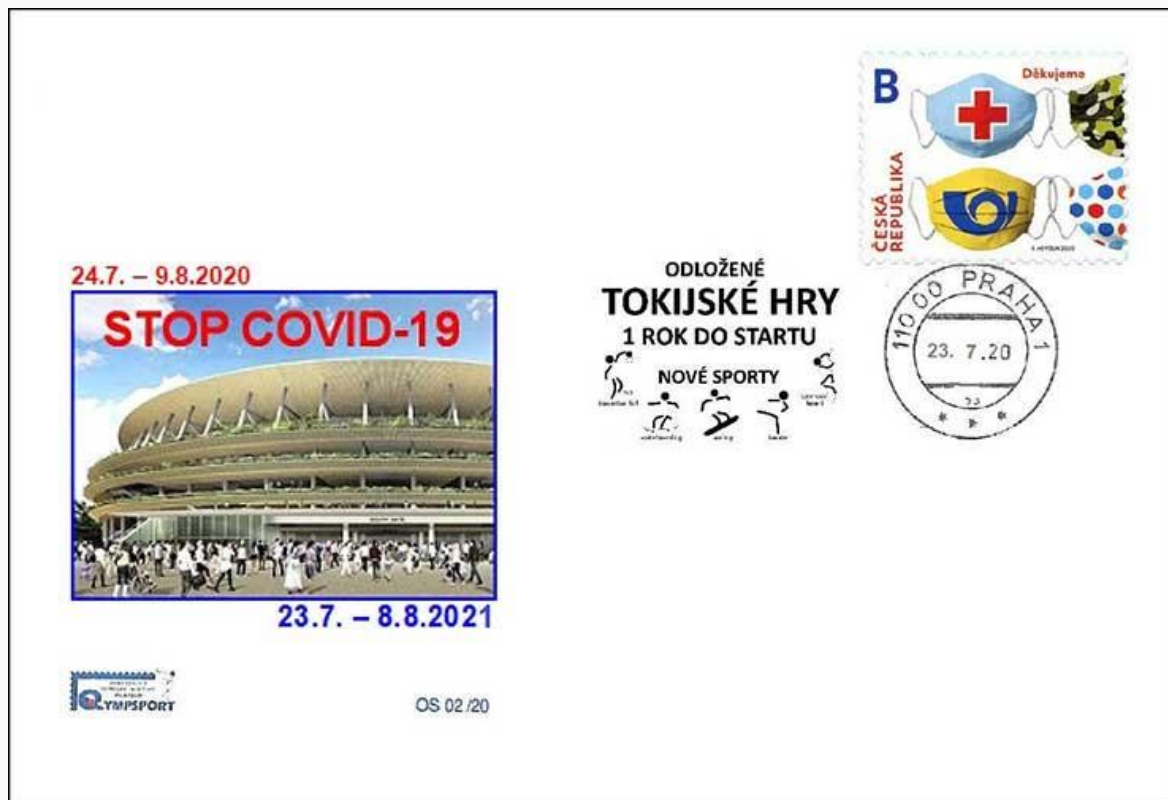 B
Děkujeme
ČESKÁ
REPUBLIKA
24.7. – 9.8.2020
STOP COVID-19
23.7. – 8.8.2021
ODLOŽENÉ
TOKIJSKÉ HRY
1 ROK DO STARTU
NOVÉ SPORTY
110 00 PRAHA 1
23. 7. 20
OLYMPSPORT
OS 02/20